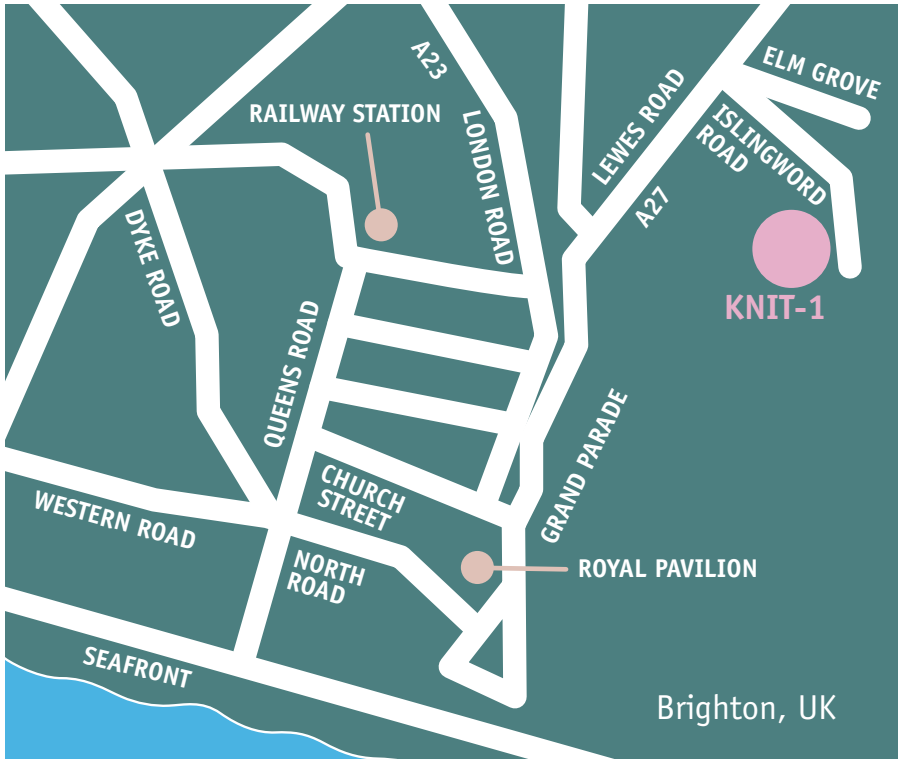 A23
ELM GROVE
RAILWAY STATION
LONDON ROAD
LEWES ROAD
ISLINGWORD
ROAD
A27
DYKE ROAD
KNIT-1
QUEENS ROAD
GRAND PARADE
CHURCH
STREET
WESTERN ROAD
NORTH
ROAD
ROYAL PAVILION
SEAFRONT
Brighton, UK